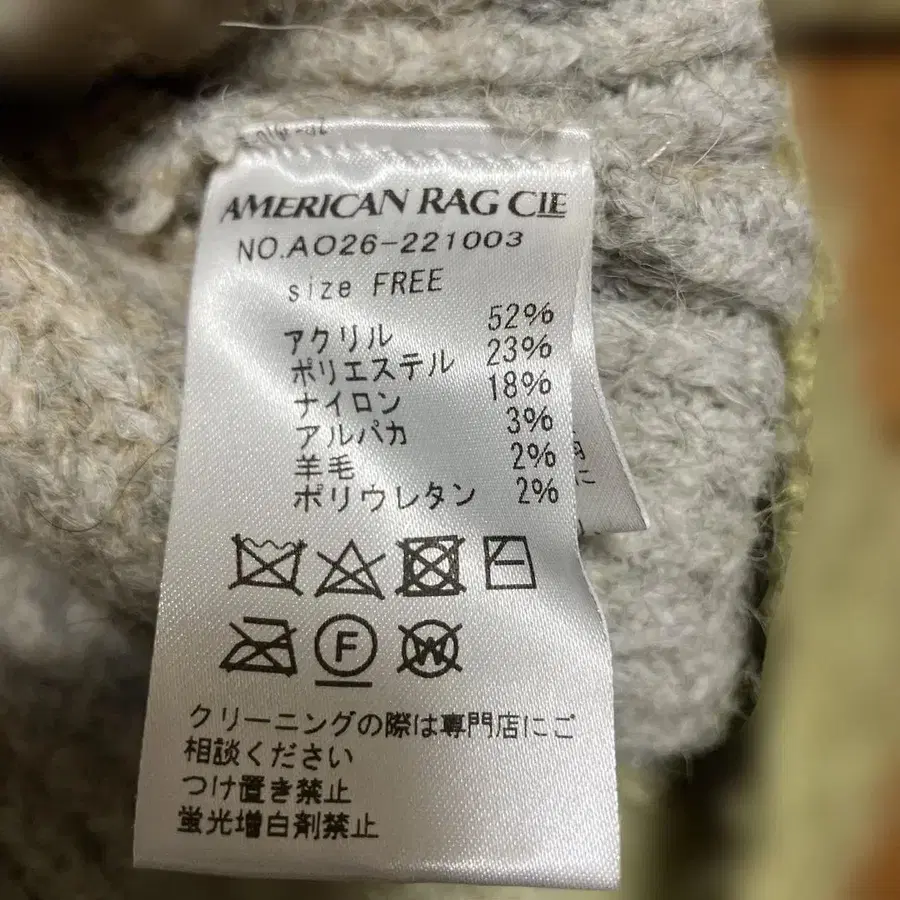 AMERICAN RAG CIE
NO.AO26-221003
size FREE
アクリル 52%
ポリエステル 23%
ナイロン 18%
アルパカ 3%
羊毛 2%
ポリウレタン 2%
F
W
クリーニングの際は専門店にご
相談ください
つけ置き禁止
蛍光増白剤禁止
に